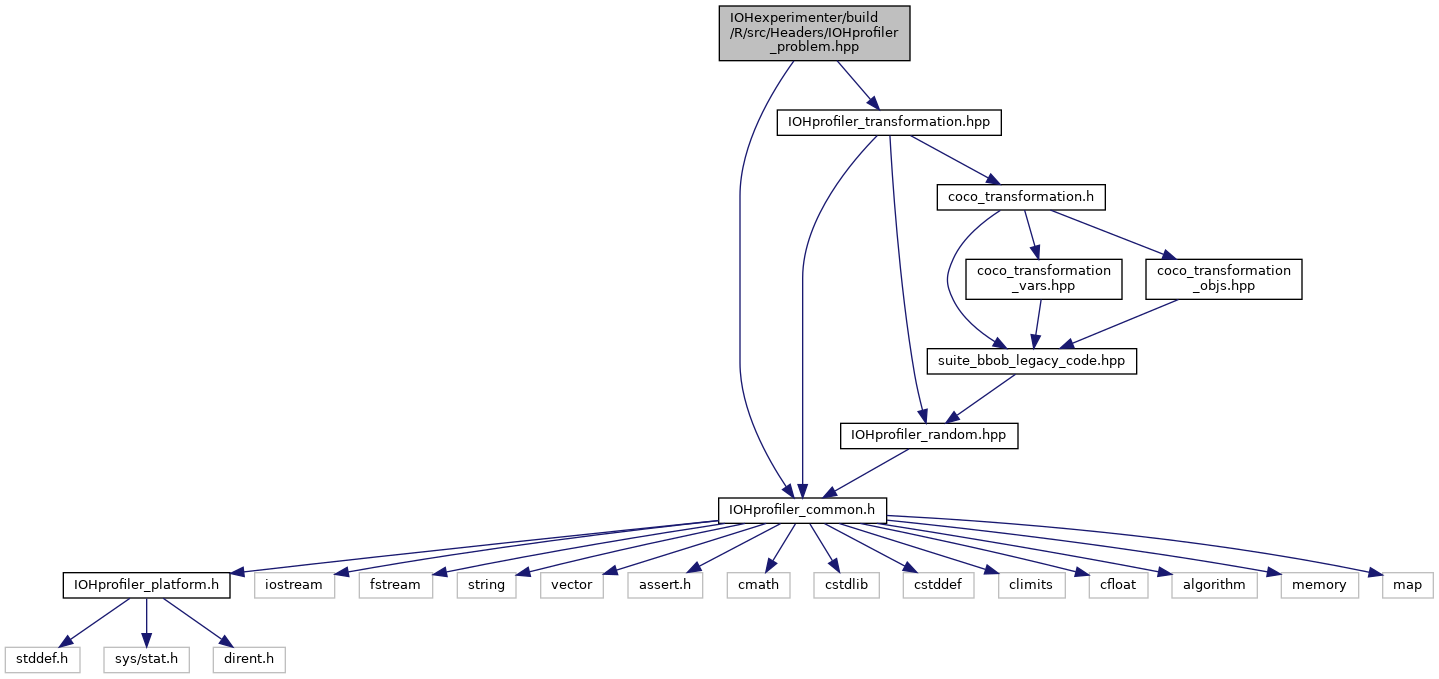 IOHexperimenter/build
/R/src/Headers/IOHprofiler
_problem.hpp
IOHprofiler_transformation.hpp
coco_transformation.h
coco_transformation
_vars.hpp
coco_transformation
_objs.hpp
suite_bbob_legacy_code.hpp
IOHprofiler_random.hpp
IOHprofiler_common.h
IOHprofiler_platform.h
iostream
fstream
string
vector
assert.h
cmath
cstdlib
cstddef
climits
cfloat
algorithm
memory
map
stddef.h
sys/stat.h
dirent.h